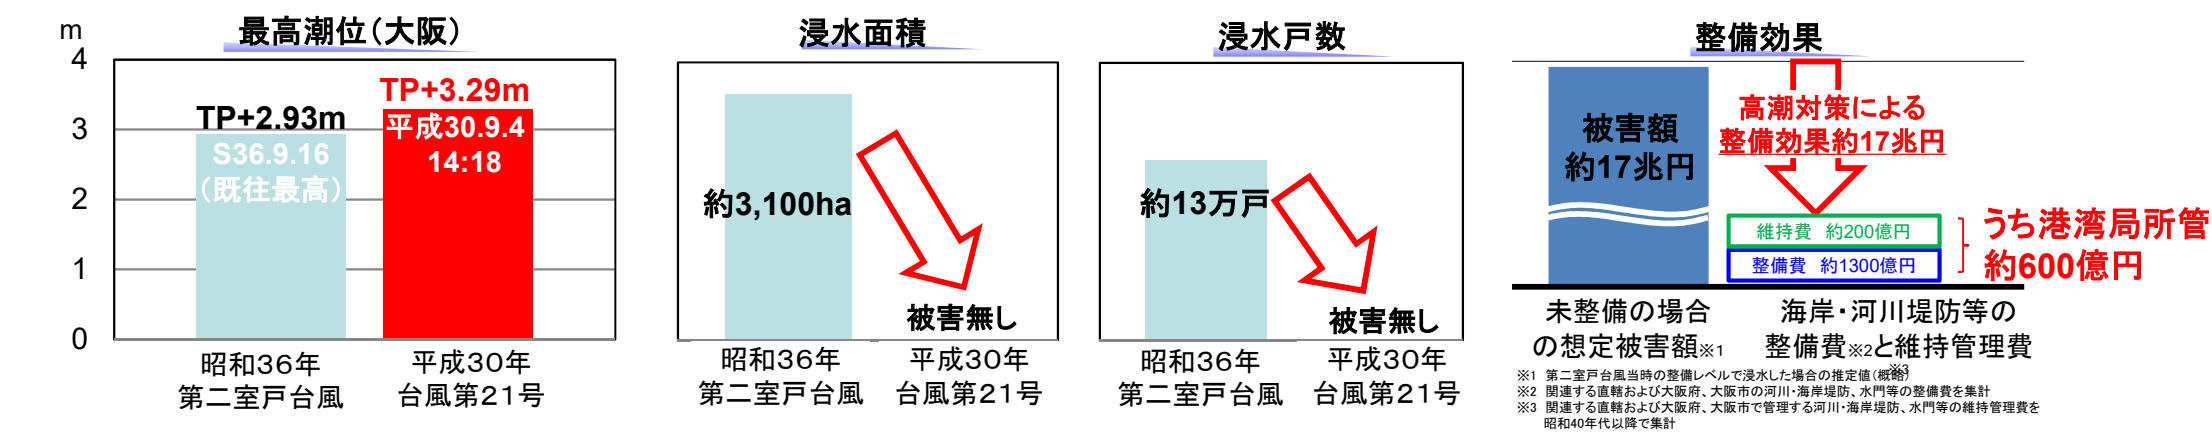 最高潮位（大阪）
m
4
3
2
1
0
TP+2.93m
S36.9.16
（既往最高）
TP+3.29m
平成30.9.4
14:18
昭和36年
第二室戸台風
平成30年
台風第21号
浸水面積
約3,100ha
被害無し
昭和36年
第二室戸台風
平成30年
台風第21号
浸水戸数
約13万戸
被害無し
昭和36年
第二室戸台風
平成30年
台風第21号
整備効果
被害額
約17兆円
高潮対策による
整備効果約17兆円
維持費　約200億円
整備費　約1300億円
うち港湾局所管
約600億円
未整備の場合
の想定被害額※1
海岸・河川堤防等の
整備費※2と維持管理費
※3
※1　第二室戸台風当時の整備レベルで浸水した場合の推定値（概略）
※2　関連する直轄および大阪府、大阪市の河川・海岸堤防、水門等の整備費を集計
※3　関連する直轄および大阪府、大阪市で管理する河川・海岸堤防、水門等の維持管理費を
昭和40年代以降で集計